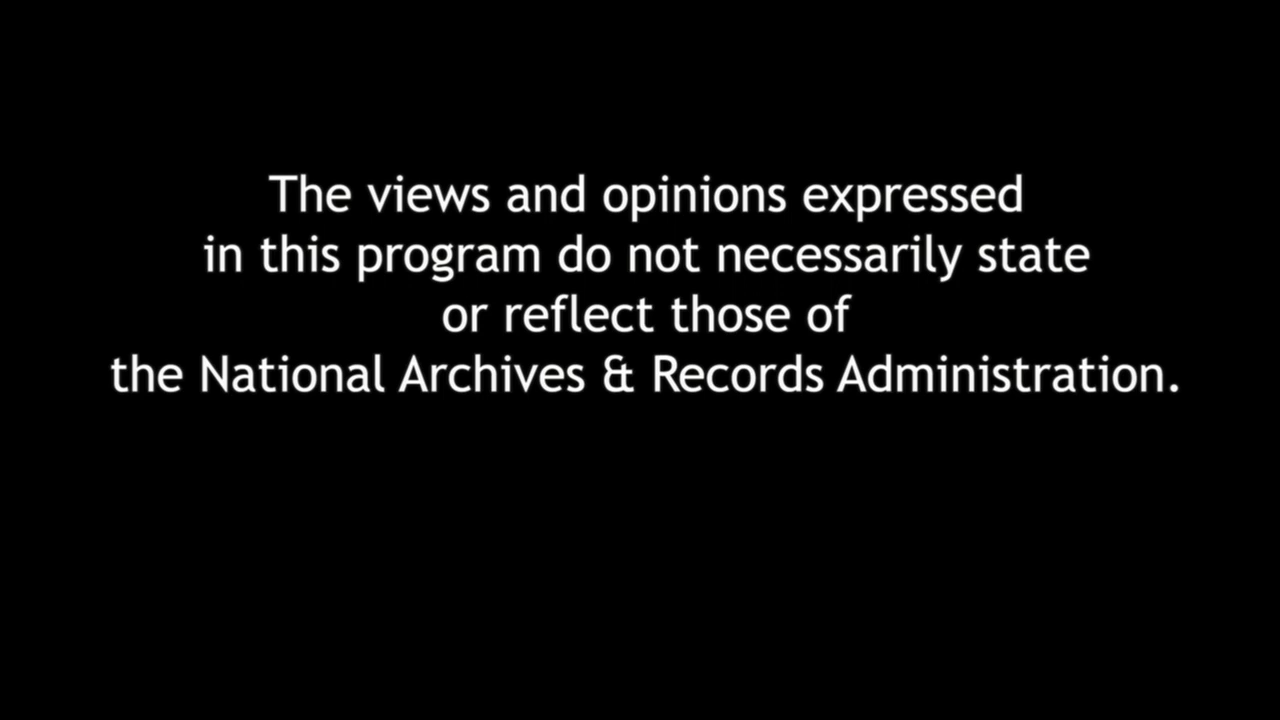 The views and opinions expressed
in this program do not necessarily state
or reflect those of
the National Archives & Records Administration.